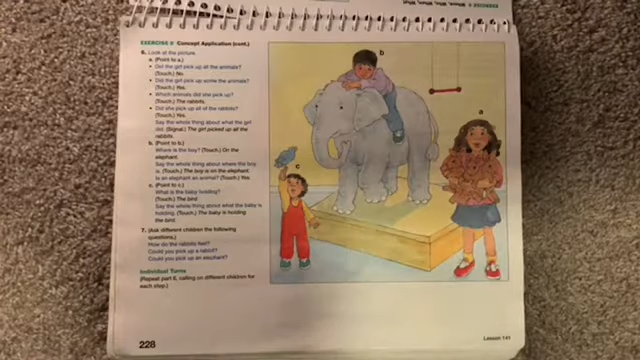 EXERCISE 8 Concept Application (cont.)
6. Look at the picture.
a. (Point to a.)
• Did the girl pick up all the animals?
(Touch.) No.
• Did the girl pick up some the animals?
(Touch.) Yes.
• Which animals did she pick up?
(Touch.) The rabbits.
• Did she pick up all of the rabbits?
(Touch.) Yes.
Say the whole thing about what the girl
did. (Signal.) The girl picked up all the
rabbits.
b. (Point to b.)
Where is the boy? (Touch.) On the
elephant.
Say the whole thing about where the boy
is. (Touch.) The boy is on the elephant.
Is an elephant an animal? (Touch.) Yes.
c. (Point to c.)
What is the baby holding?
(Touch.) The bird.
Say the whole thing about what the baby is
holding. (Touch.) The baby is holding
the bird.
7. (Ask different children the following
questions.)
How do the rabbits feel?
Could you pick up a rabbit?
Could you pick up an elephant?
Individual Turns
(Repeat part 6, calling on different children for
each step.)
b
a
c
228
Lesson 141